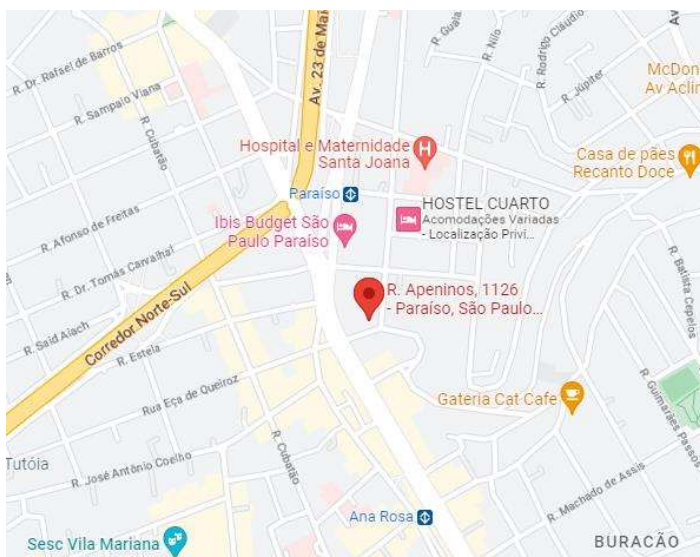 R. Dr. Rafael de Barros
Av. 23 de Mai
R. Guala
R. Nilo
R. Rodrigo Cláudio
Av
McDon
Av Aclin
R. Júpiter
R. Sampaio Viana
R. Cubatão
Hospital e Maternidade
Santa Joana
Casa de pães
Recanto Doce
Paraíso
HOSTEL CUARTO
Acomodações Variadas
- Localização Privi...
R. Afonso de Freitas
Ibis Budget São
Paulo Paraíso
R. Dr. Tomás Carvalhal
R. Batista Cepelos
R. Apeninos, 1126
- Paraíso, São Paulo...
R. Said Aiach
Corredor Norte-Sul
R. Estela
Rua Eça de Queiroz
Gateria Cat Cafe
R. Guimarães Passos
R. Cubatão
Tutóia
R. José Antônio Coelho
R. Machado de Assis
Ana Rosa
Sesc Vila Mariana
BURACÃO